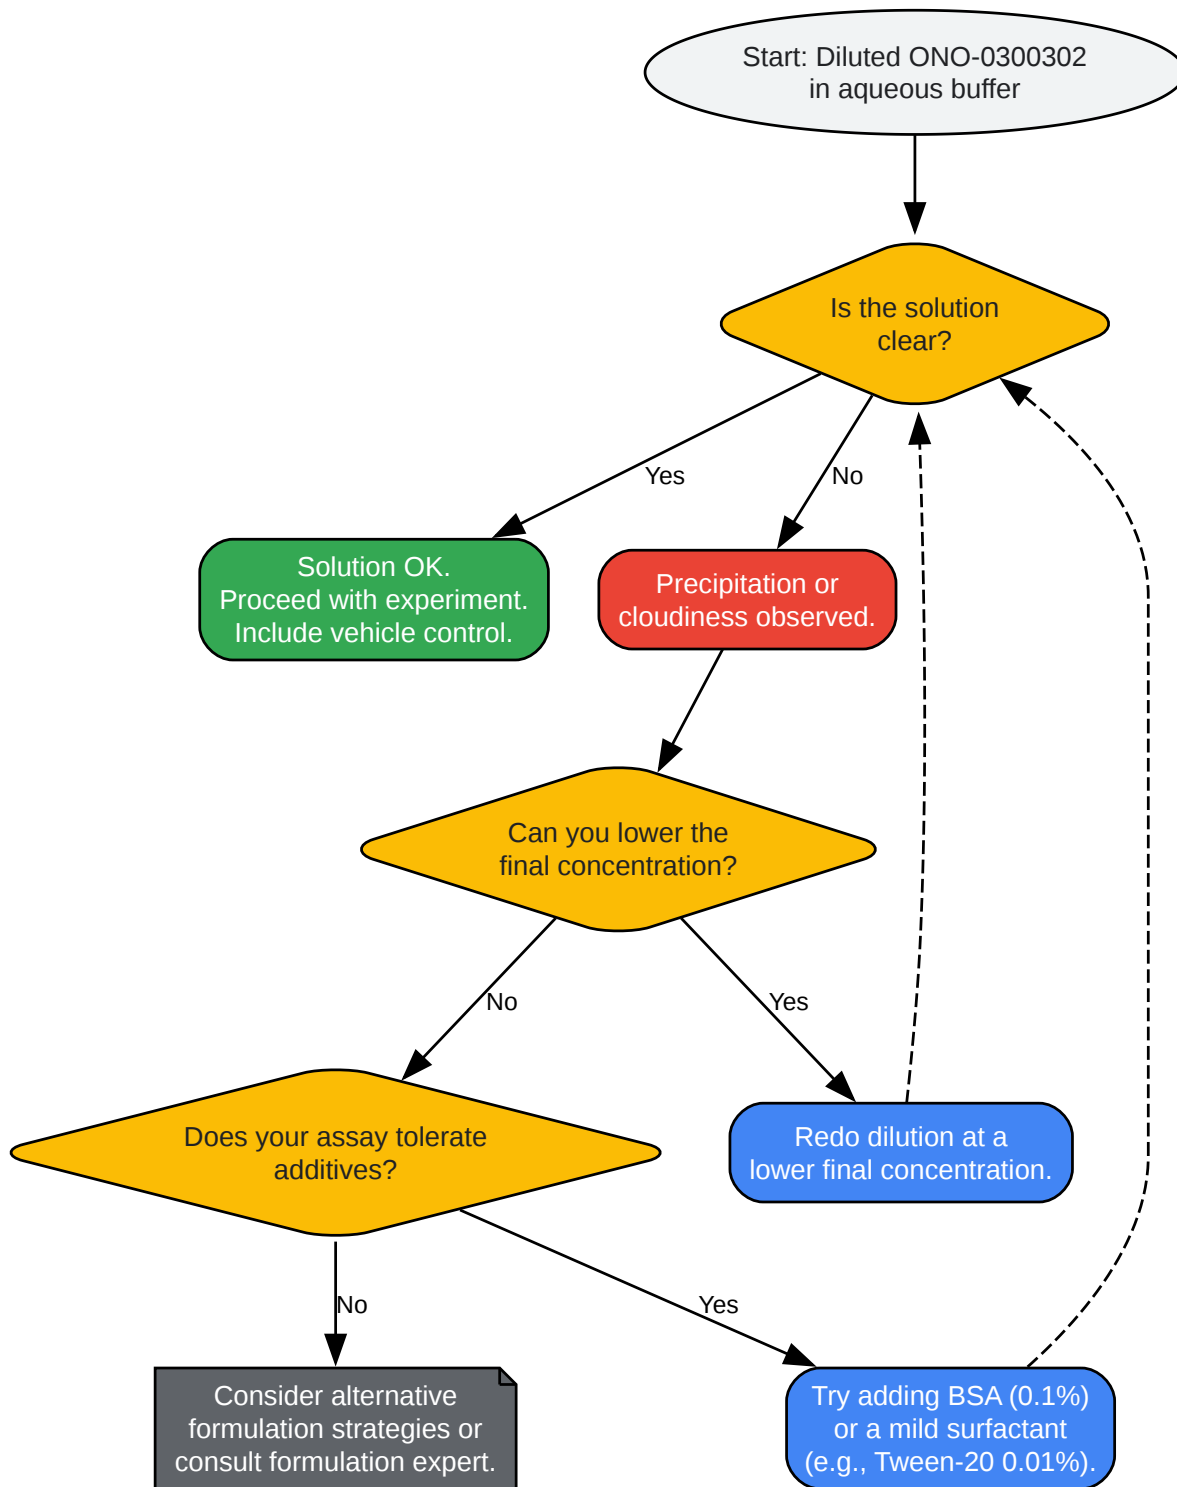 Start: Diluted ONO-0300302
in aqueous buffer
Is the solution
clear?
Yes
No
Solution OK.
Proceed with experiment.
Include vehicle control.
Precipitation or
cloudiness observed.
Can you lower the
final concentration?
No
Yes
Does your assay tolerate
additives?
Redo dilution at a
lower final concentration.
No
Yes
Consider alternative
formulation strategies or
consult formulation expert.
Try adding BSA (0.1%)
or a mild surfactant
(e.g., Tween-20 0.01%).